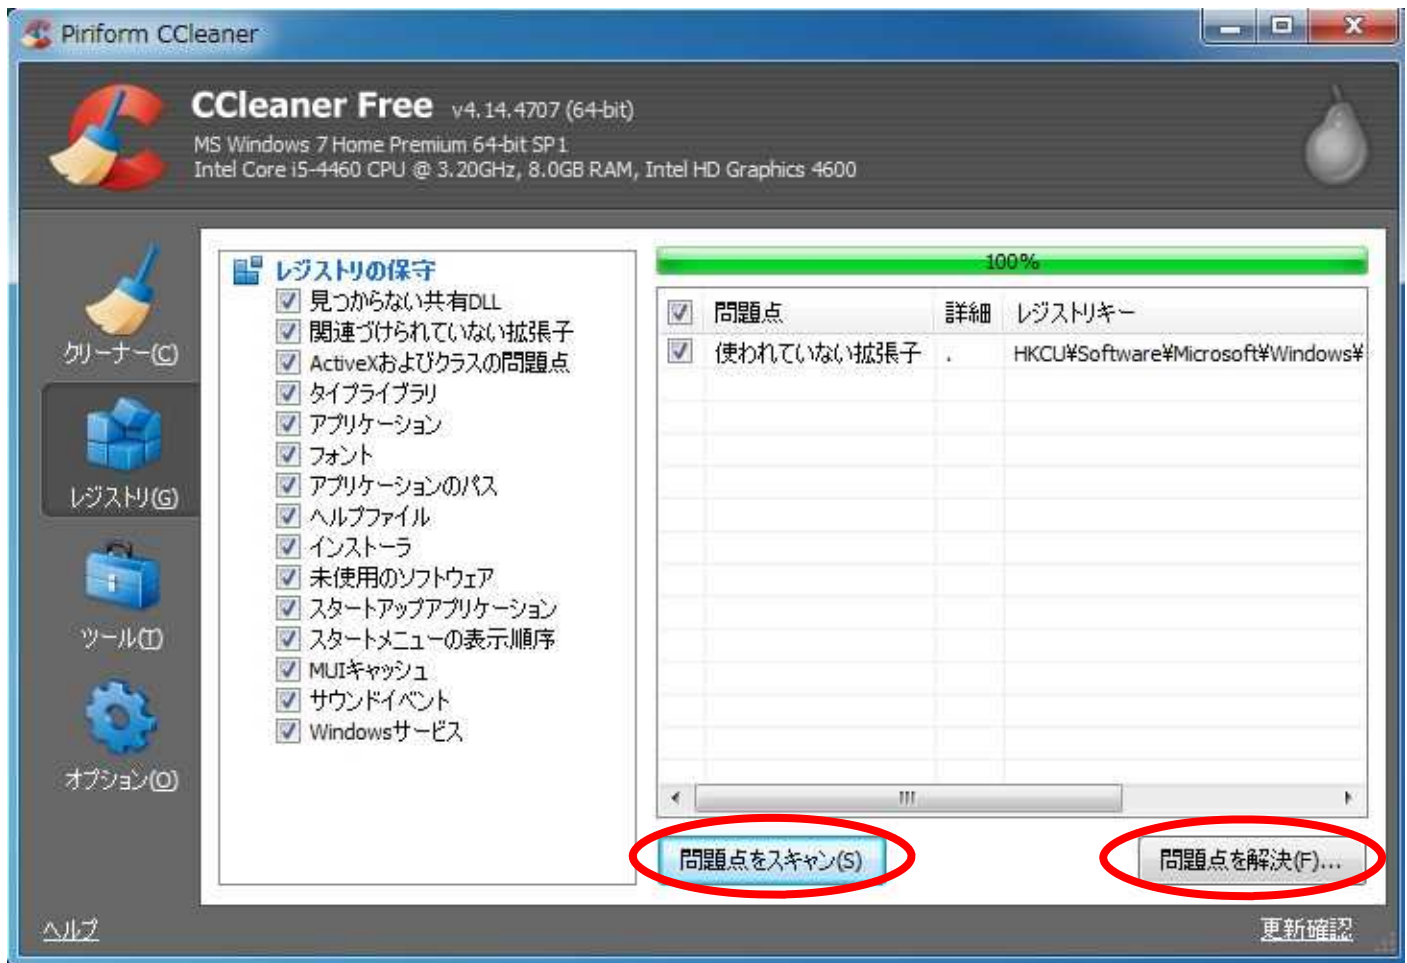 Piriform CCleaner
CCleaner Free v4.14.4707 (64-bit)
MS Windows 7 Home Premium 64-bit SP1
Intel Core i5-4460 CPU @ 3.20GHz, 8.0GB RAM, Intel HD Graphics 4600
クリーナー(C)
レジストリ(G)
ツール(T)
オプション(O)
レジストリの保守
見つからない共有DLL
関連づけられていない拡張子
ActiveXおよびクラスの問題点
タイプライブラリ
アプリケーション
フォント
アプリケーションのパス
ヘルプファイル
インストーラ
未使用のソフトウェア
スタートアップアプリケーション
スタートメニューの表示順序
MUIキャッシュ
サウンドイベント
Windowsサービス
100%
問題点 詳細 レジストリキー
使われていない拡張子 . HKCU¥Software¥Microsoft¥Windows¥
問題点をスキャン(S)
問題点を解決(F)...
ヘルプ
更新確認